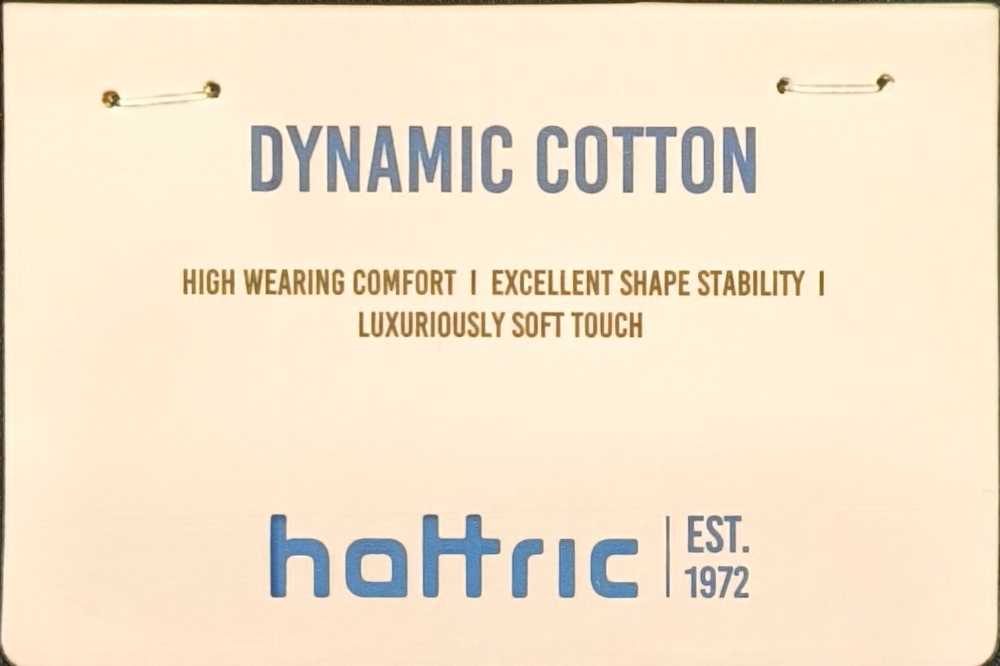 DYNAMIC COTTON
HIGH WEARING COMFORT I EXCELLENT SHAPE STABILITY I
LUXURIOUSLY SOFT TOUCH
hattric | EST.
1972